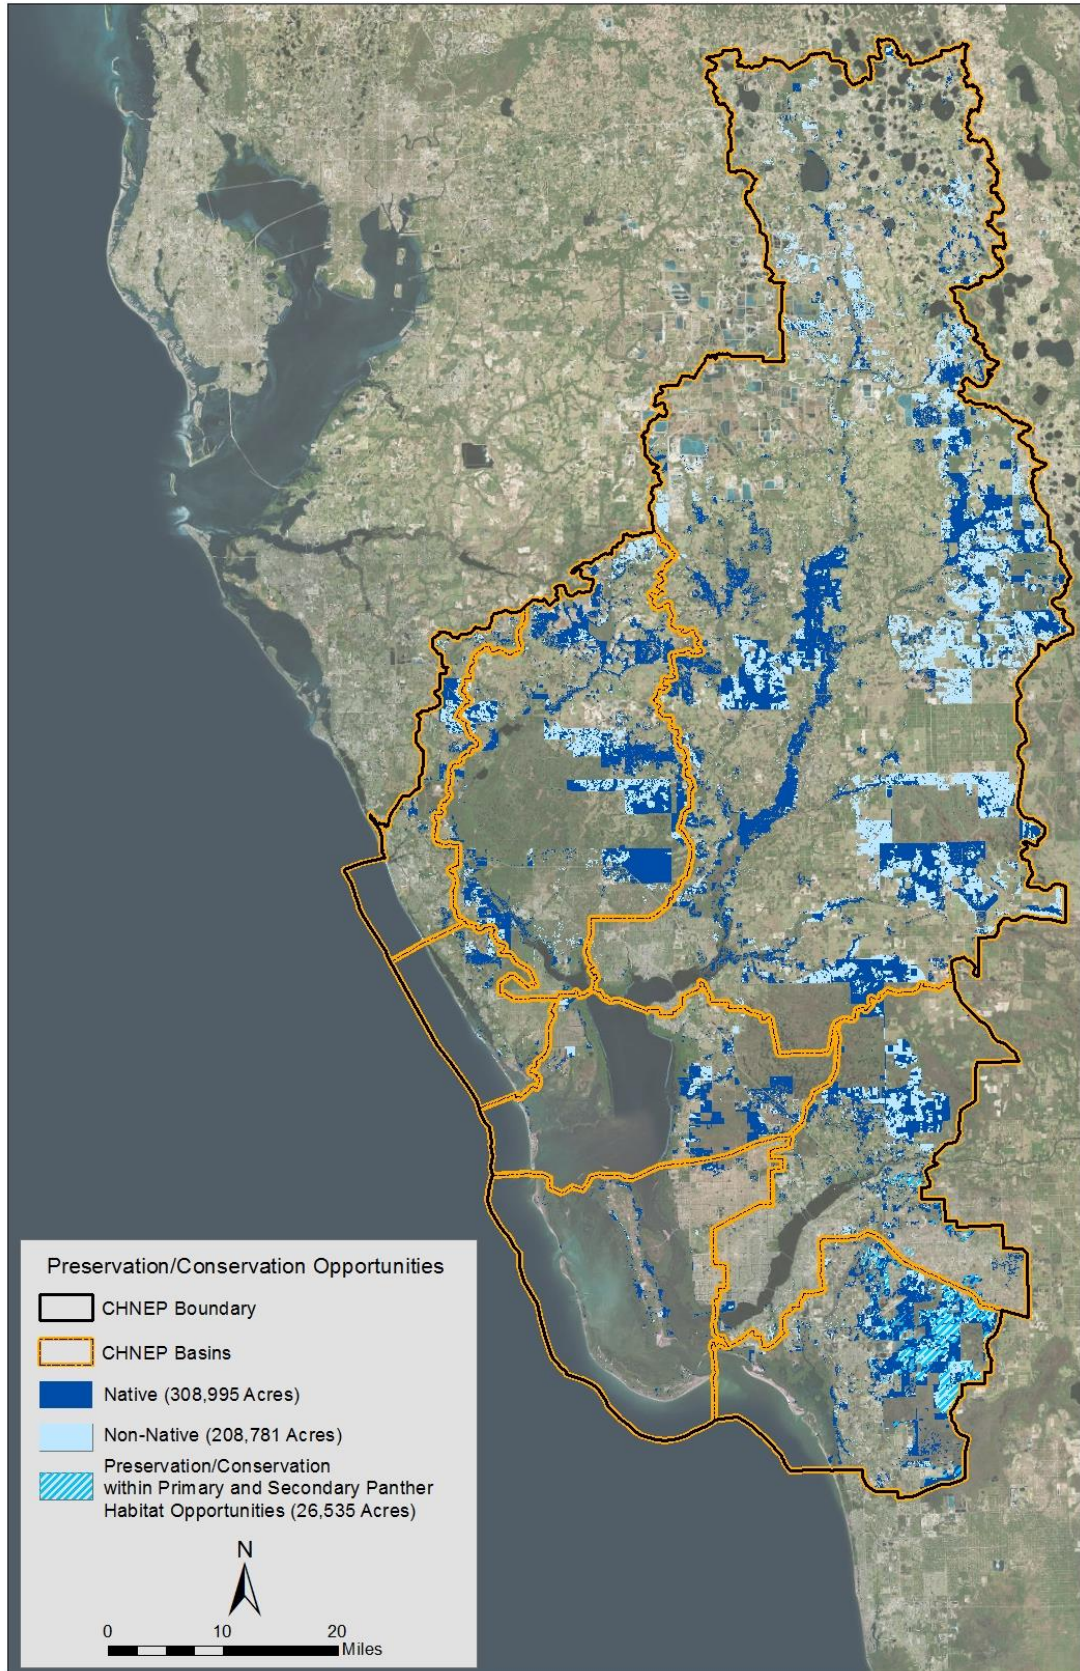 Preservation/Conservation Opportunities
CHNEP Boundary
CHNEP Basins
Native (308,995 Acres)
Non-Native (208,781 Acres)
Preservation/Conservation
within Primary and Secondary Panther
Habitat Opportunities (26,535 Acres)
N
0 10 20
Miles